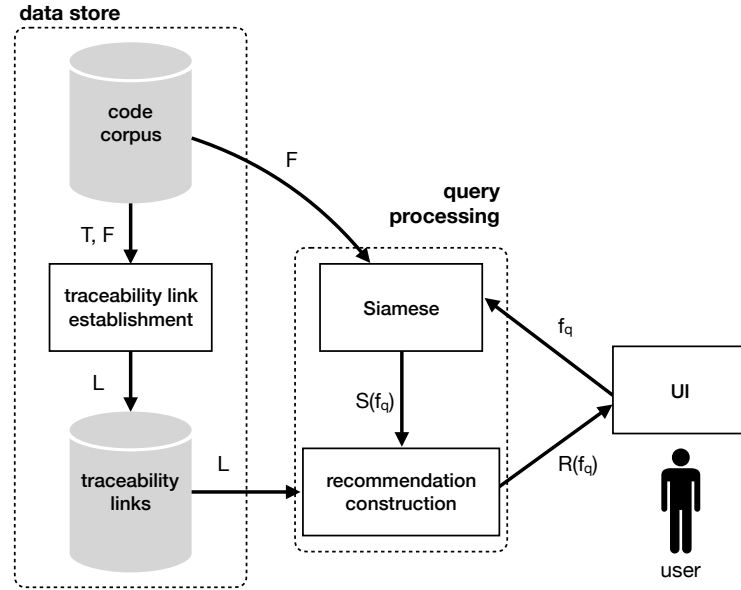 data store
code
corpus
F
query
processing
T, F
traceability link
establishment
Siamese
f_q
UI
L
S(f_q)
traceability
links
L
recommendation
construction
R(f_q)
user